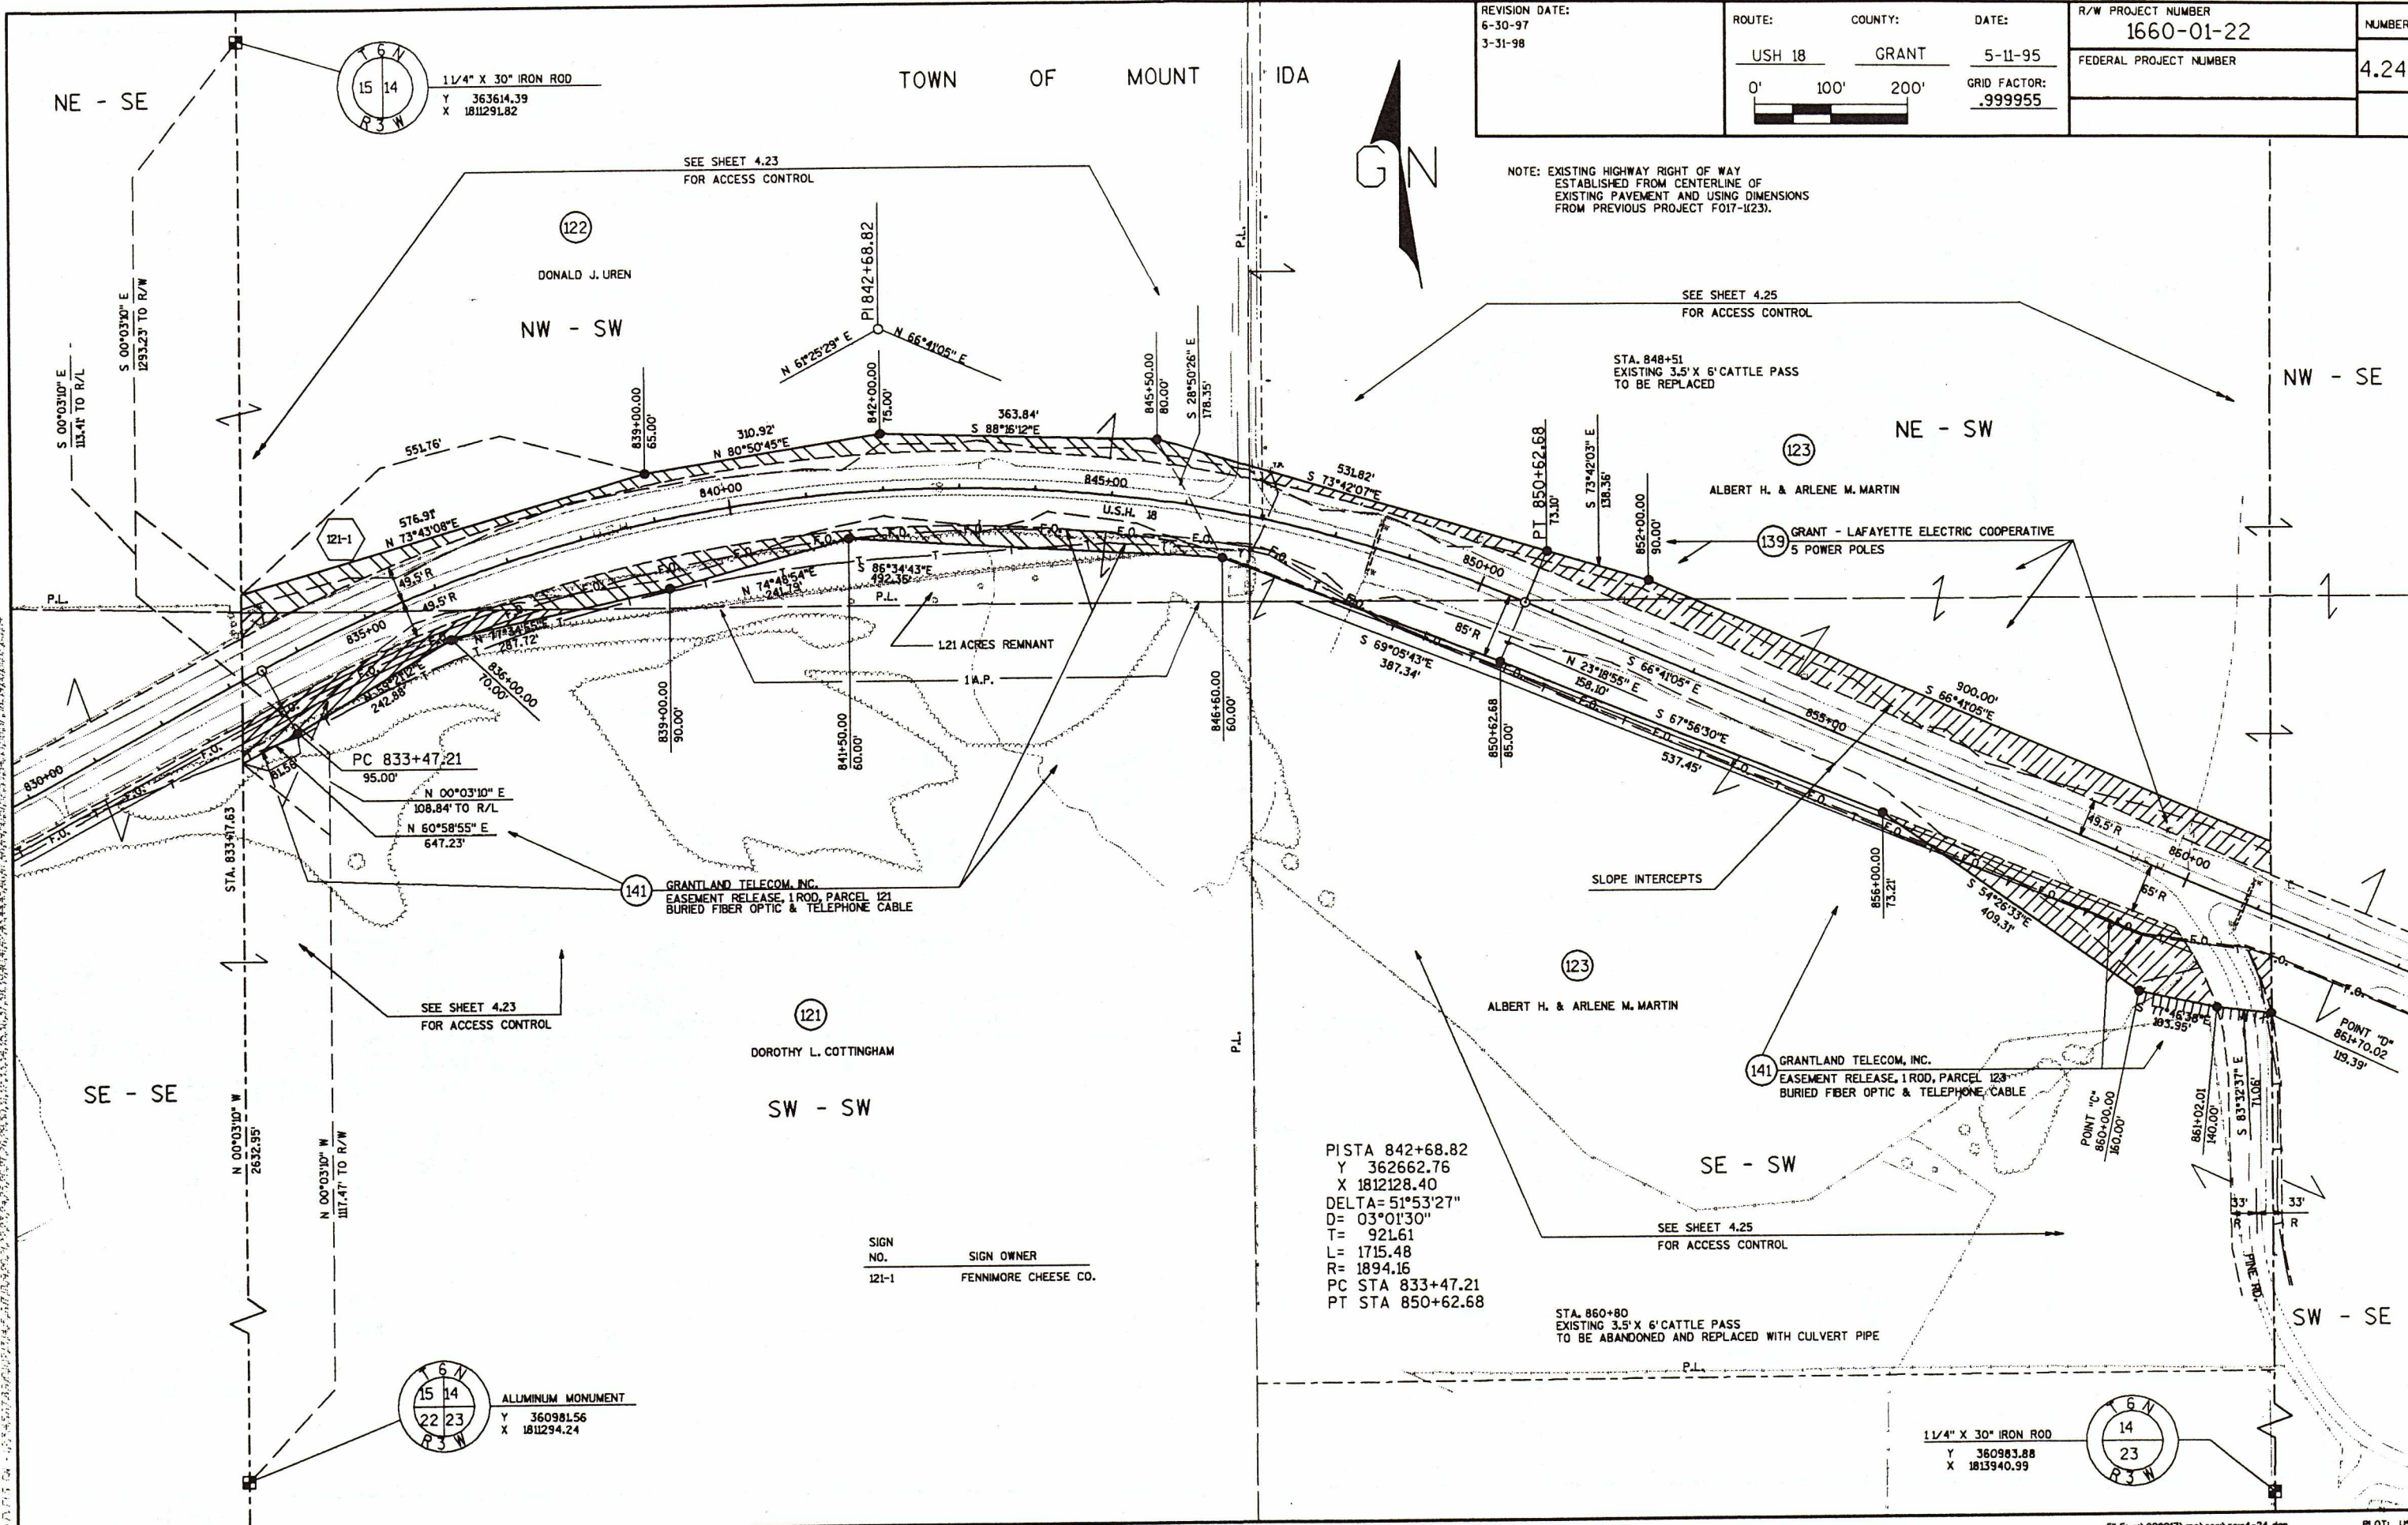 REVISION DATE:
6-30-97
3-31-98
ROUTE:
USH 18
COUNTY:
GRANT
DATE:
5-11-95
0' 100' 200'
GRID FACTOR:
.999955
R/W PROJECT NUMBER
1660-01-22
FEDERAL PROJECT NUMBER
NUMBER
4.24
TOWN OF MOUNT IDA
NE - SE
T 6 N
15 14
R 3 W
1 1/4" X 30" IRON ROD
Y 363614.39
X 1811291.82
GN
NOTE: EXISTING HIGHWAY RIGHT OF WAY
ESTABLISHED FROM CENTERLINE OF
EXISTING PAVEMENT AND USING DIMENSIONS
FROM PREVIOUS PROJECT F017-1(23).
SEE SHEET 4.23
FOR ACCESS CONTROL
122
DONALD J. UREN
NW - SW
PI 842+68.82
N 61°25'29" E
N 66°41'05" E
P.L.
SEE SHEET 4.25
FOR ACCESS CONTROL
STA. 848+51
EXISTING 3.5' X 6' CATTLE PASS
TO BE REPLACED
NW - SE
NE - SW
123
ALBERT H. & ARLENE M. MARTIN
139
GRANT - LAFAYETTE ELECTRIC COOPERATIVE
5 POWER POLES
S 00°03'10" E
113.41' TO R/L
S 00°03'10" E
1293.23' TO R/W
551.76'
576.91'
N 73°43'08"E
121-1
839+00.00
65.00'
310.92'
N 80°50'45"E
842+00.00
75.00'
363.84'
S 88°16'12"E
845+50.00
80.00'
S 28°50'26" E
178.35'
531.82'
S 73°42'07"E
PT 850+62.68
73.10'
S 73°42'03" E
138.36'
852+00.00
90.00'
900.00'
S 66°41'05"E
830+00
835+00
840+00
845+00
850+00
855+00
860+00
U.S.H. 18
49.5' R
49.5' R
P.L.
N 59°21'12"E
242.88'
N 77°34'55"E
287.72'
836+00.00
70.00'
N 74°48'54"E
241.79'
S 86°34'43"E
492.36'
P.L.
1.21 ACRES REMNANT
1 A.P.
81.58'
PC 833+47.21
95.00'
N 00°03'10" E
108.84' TO R/L
N 60°58'55" E
647.23'
839+00.00
90.00'
841+50.00
60.00'
846+60.00
60.00'
85' R
S 69°05'43"E
387.34'
N 23°18'55" E
158.10'
S 66°41'05" E
S 67°56'30"E
537.45'
850+62.68
85.00'
STA. 833+17.63
141
GRANTLAND TELECOM, INC.
EASEMENT RELEASE, 1 ROD, PARCEL 121
BURIED FIBER OPTIC & TELEPHONE CABLE
SLOPE INTERCEPTS
856+00.00
73.21'
49.5' R
65' R
S 54°26'33"E
409.31'
S 77°46'38"E
103.95'
SEE SHEET 4.23
FOR ACCESS CONTROL
121
DOROTHY L. COTTINGHAM
SW - SW
SE - SE
123
ALBERT H. & ARLENE M. MARTIN
P.L.
141
GRANTLAND TELECOM, INC.
EASEMENT RELEASE, 1 ROD, PARCEL 123
BURIED FIBER OPTIC & TELEPHONE CABLE
POINT "C"
860+00.00
160.00'
861+02.01
140.00'
S 83°32'37" E
71.06'
POINT "D"
861+70.02
119.39'
N 00°03'10" W
2632.95'
N 00°03'10" W
1117.47' TO R/W
PI STA 842+68.82
Y 362662.76
X 1812128.40
DELTA= 51°53'27"
D= 03°01'30"
T= 921.61
L= 1715.48
R= 1894.16
PC STA 833+47.21
PT STA 850+62.68
SE - SW
SEE SHEET 4.25
FOR ACCESS CONTROL
33' 33'
R R
PINE RD.
SIGN
NO. SIGN OWNER
121-1 FENNIMORE CHEESE CO.
STA. 860+80
EXISTING 3.5' X 6' CATTLE PASS
TO BE ABANDONED AND REPLACED WITH CULVERT PIPE
SW - SE
P.L.
T 6 N
15 14
22 23
R 3 W
ALUMINUM MONUMENT
Y 360981.56
X 1811294.24
1 1/4" X 30" IRON ROD
Y 360983.88
X 1813940.99
T 6 N
14
23
R 3 W